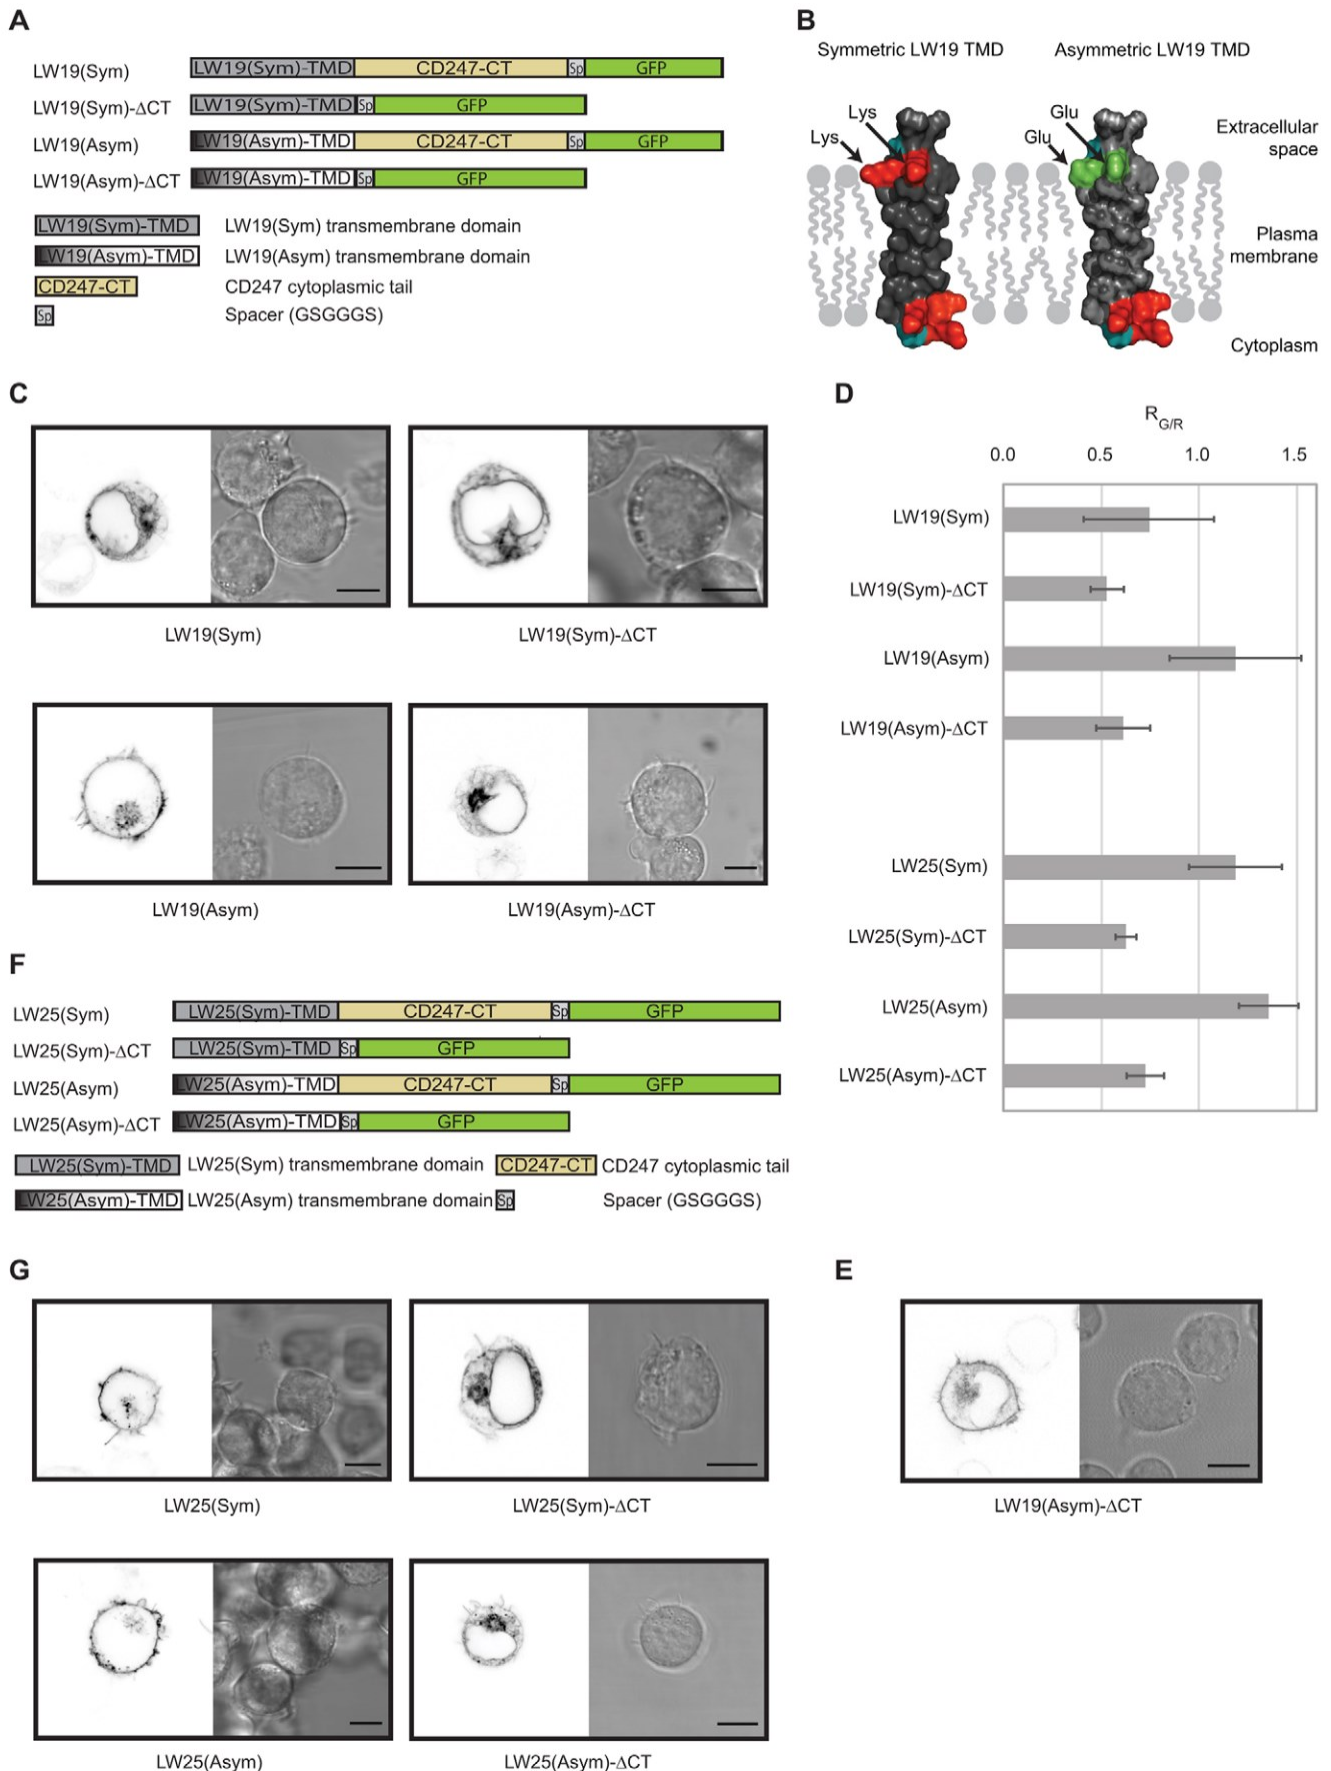 A
LW19(Sym) LW19(Sym)-TMD CD247-CT Sp GFP
LW19(Sym)-ΔCT LW19(Sym)-TMD Sp GFP
LW19(Asym) LW19(Asym)-TMD CD247-CT Sp GFP
LW19(Asym)-ΔCT LW19(Asym)-TMD Sp GFP
LW19(Sym)-TMD LW19(Sym) transmembrane domain
LW19(Asym)-TMD LW19(Asym) transmembrane domain
CD247-CT CD247 cytoplasmic tail
Sp Spacer (GSGGGS)
B
Symmetric LW19 TMD Asymmetric LW19 TMD
Lys
Lys
Glu
Glu
Extracellular
space
Plasma
membrane
Cytoplasm
C
LW19(Sym) LW19(Sym)-ΔCT
LW19(Asym) LW19(Asym)-ΔCT
D
RG/R
0.0 0.5 1.0 1.5
LW19(Sym)
LW19(Sym)-ΔCT
LW19(Asym)
LW19(Asym)-ΔCT
LW25(Sym)
LW25(Sym)-ΔCT
LW25(Asym)
LW25(Asym)-ΔCT
F
LW25(Sym) LW25(Sym)-TMD CD247-CT Sp GFP
LW25(Sym)-ΔCT LW25(Sym)-TMD Sp GFP
LW25(Asym) LW25(Asym)-TMD CD247-CT Sp GFP
LW25(Asym)-ΔCT LW25(Asym)-TMD Sp GFP
LW25(Sym)-TMD LW25(Sym) transmembrane domain CD247-CT CD247 cytoplasmic tail
LW25(Asym)-TMD LW25(Asym) transmembrane domain Sp Spacer (GSGGGS)
G
LW25(Sym) LW25(Sym)-ΔCT
LW25(Asym) LW25(Asym)-ΔCT
E
LW19(Asym)-ΔCT